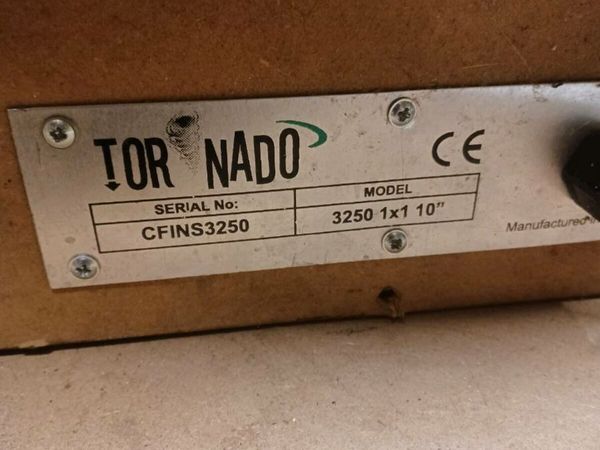 TORNADO
CE
SERIAL No:
MODEL
CFINS3250
3250 1x1 10"
Manufactured